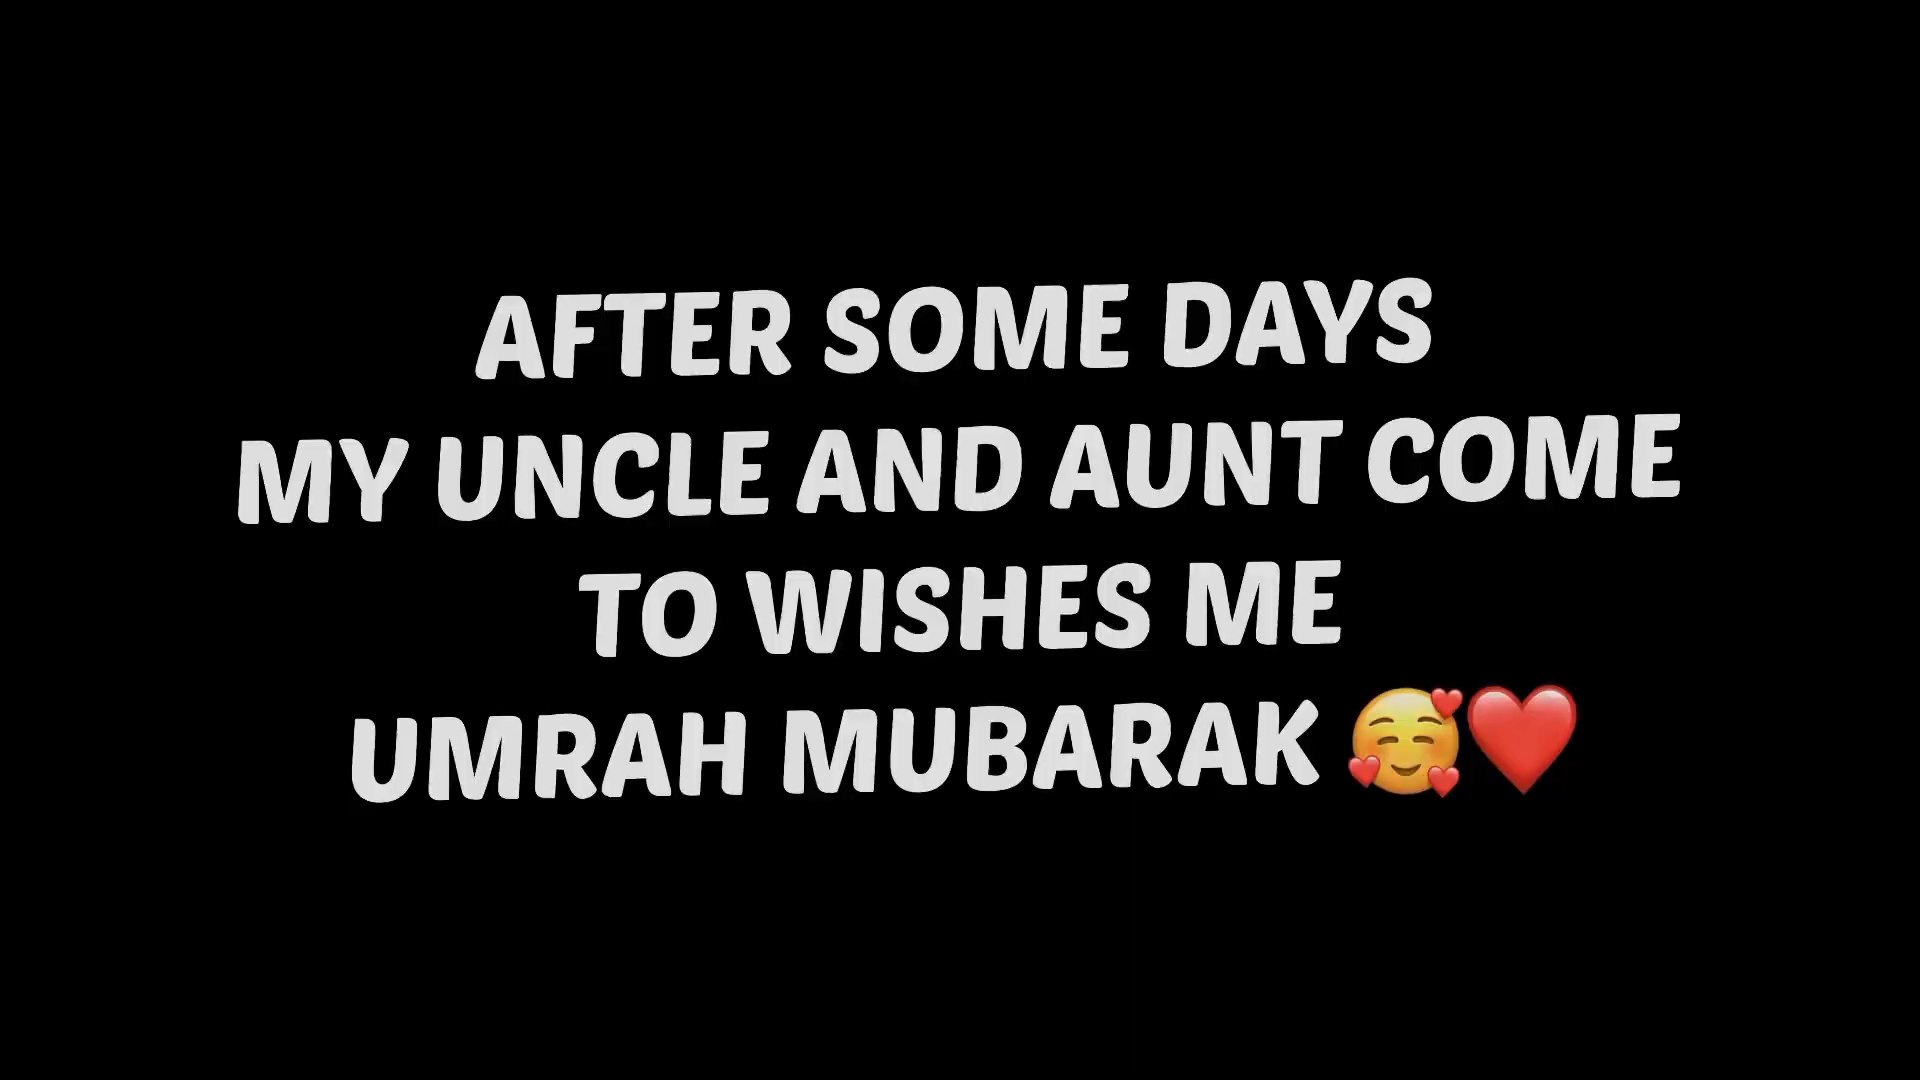 AFTER SOME DAYS
MY UNCLE AND AUNT COME
TO WISHES ME
UMRAH MUBARAK 🥰❤️